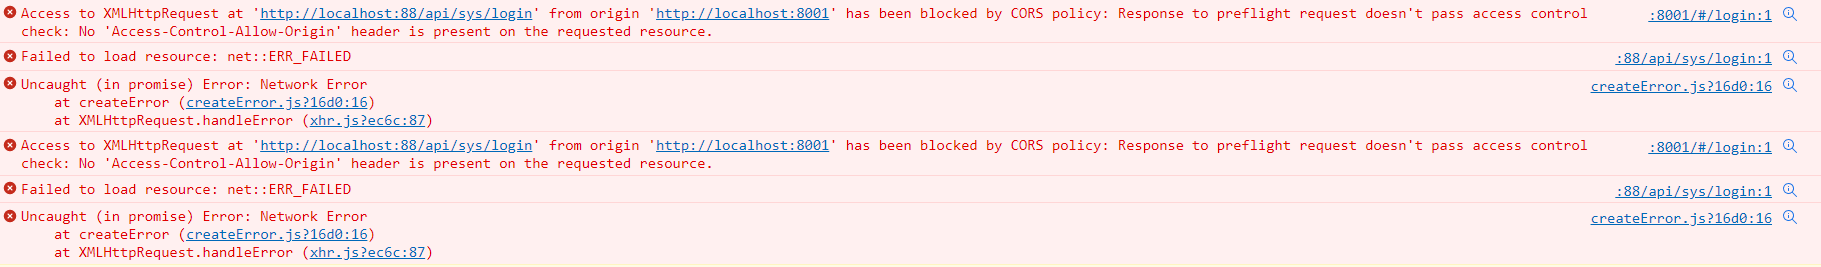 Access to XMLHttpRequest at 'http://localhost:88/api/sys/login' from origin 'http://localhost:8001' has been blocked by CORS policy: Response to preflight request doesn't pass access control :8001/#/login:1
check: No 'Access-Control-Allow-Origin' header is present on the requested resource.
Failed to load resource: net::ERR_FAILED :88/api/sys/login:1
Uncaught (in promise) Error: Network Error createError.js?16d0:16
at createError (createError.js?16d0:16)
at XMLHttpRequest.handleError (xhr.js?ec6c:87)
Access to XMLHttpRequest at 'http://localhost:88/api/sys/login' from origin 'http://localhost:8001' has been blocked by CORS policy: Response to preflight request doesn't pass access control :8001/#/login:1
check: No 'Access-Control-Allow-Origin' header is present on the requested resource.
Failed to load resource: net::ERR_FAILED :88/api/sys/login:1
Uncaught (in promise) Error: Network Error createError.js?16d0:16
at createError (createError.js?16d0:16)
at XMLHttpRequest.handleError (xhr.js?ec6c:87)